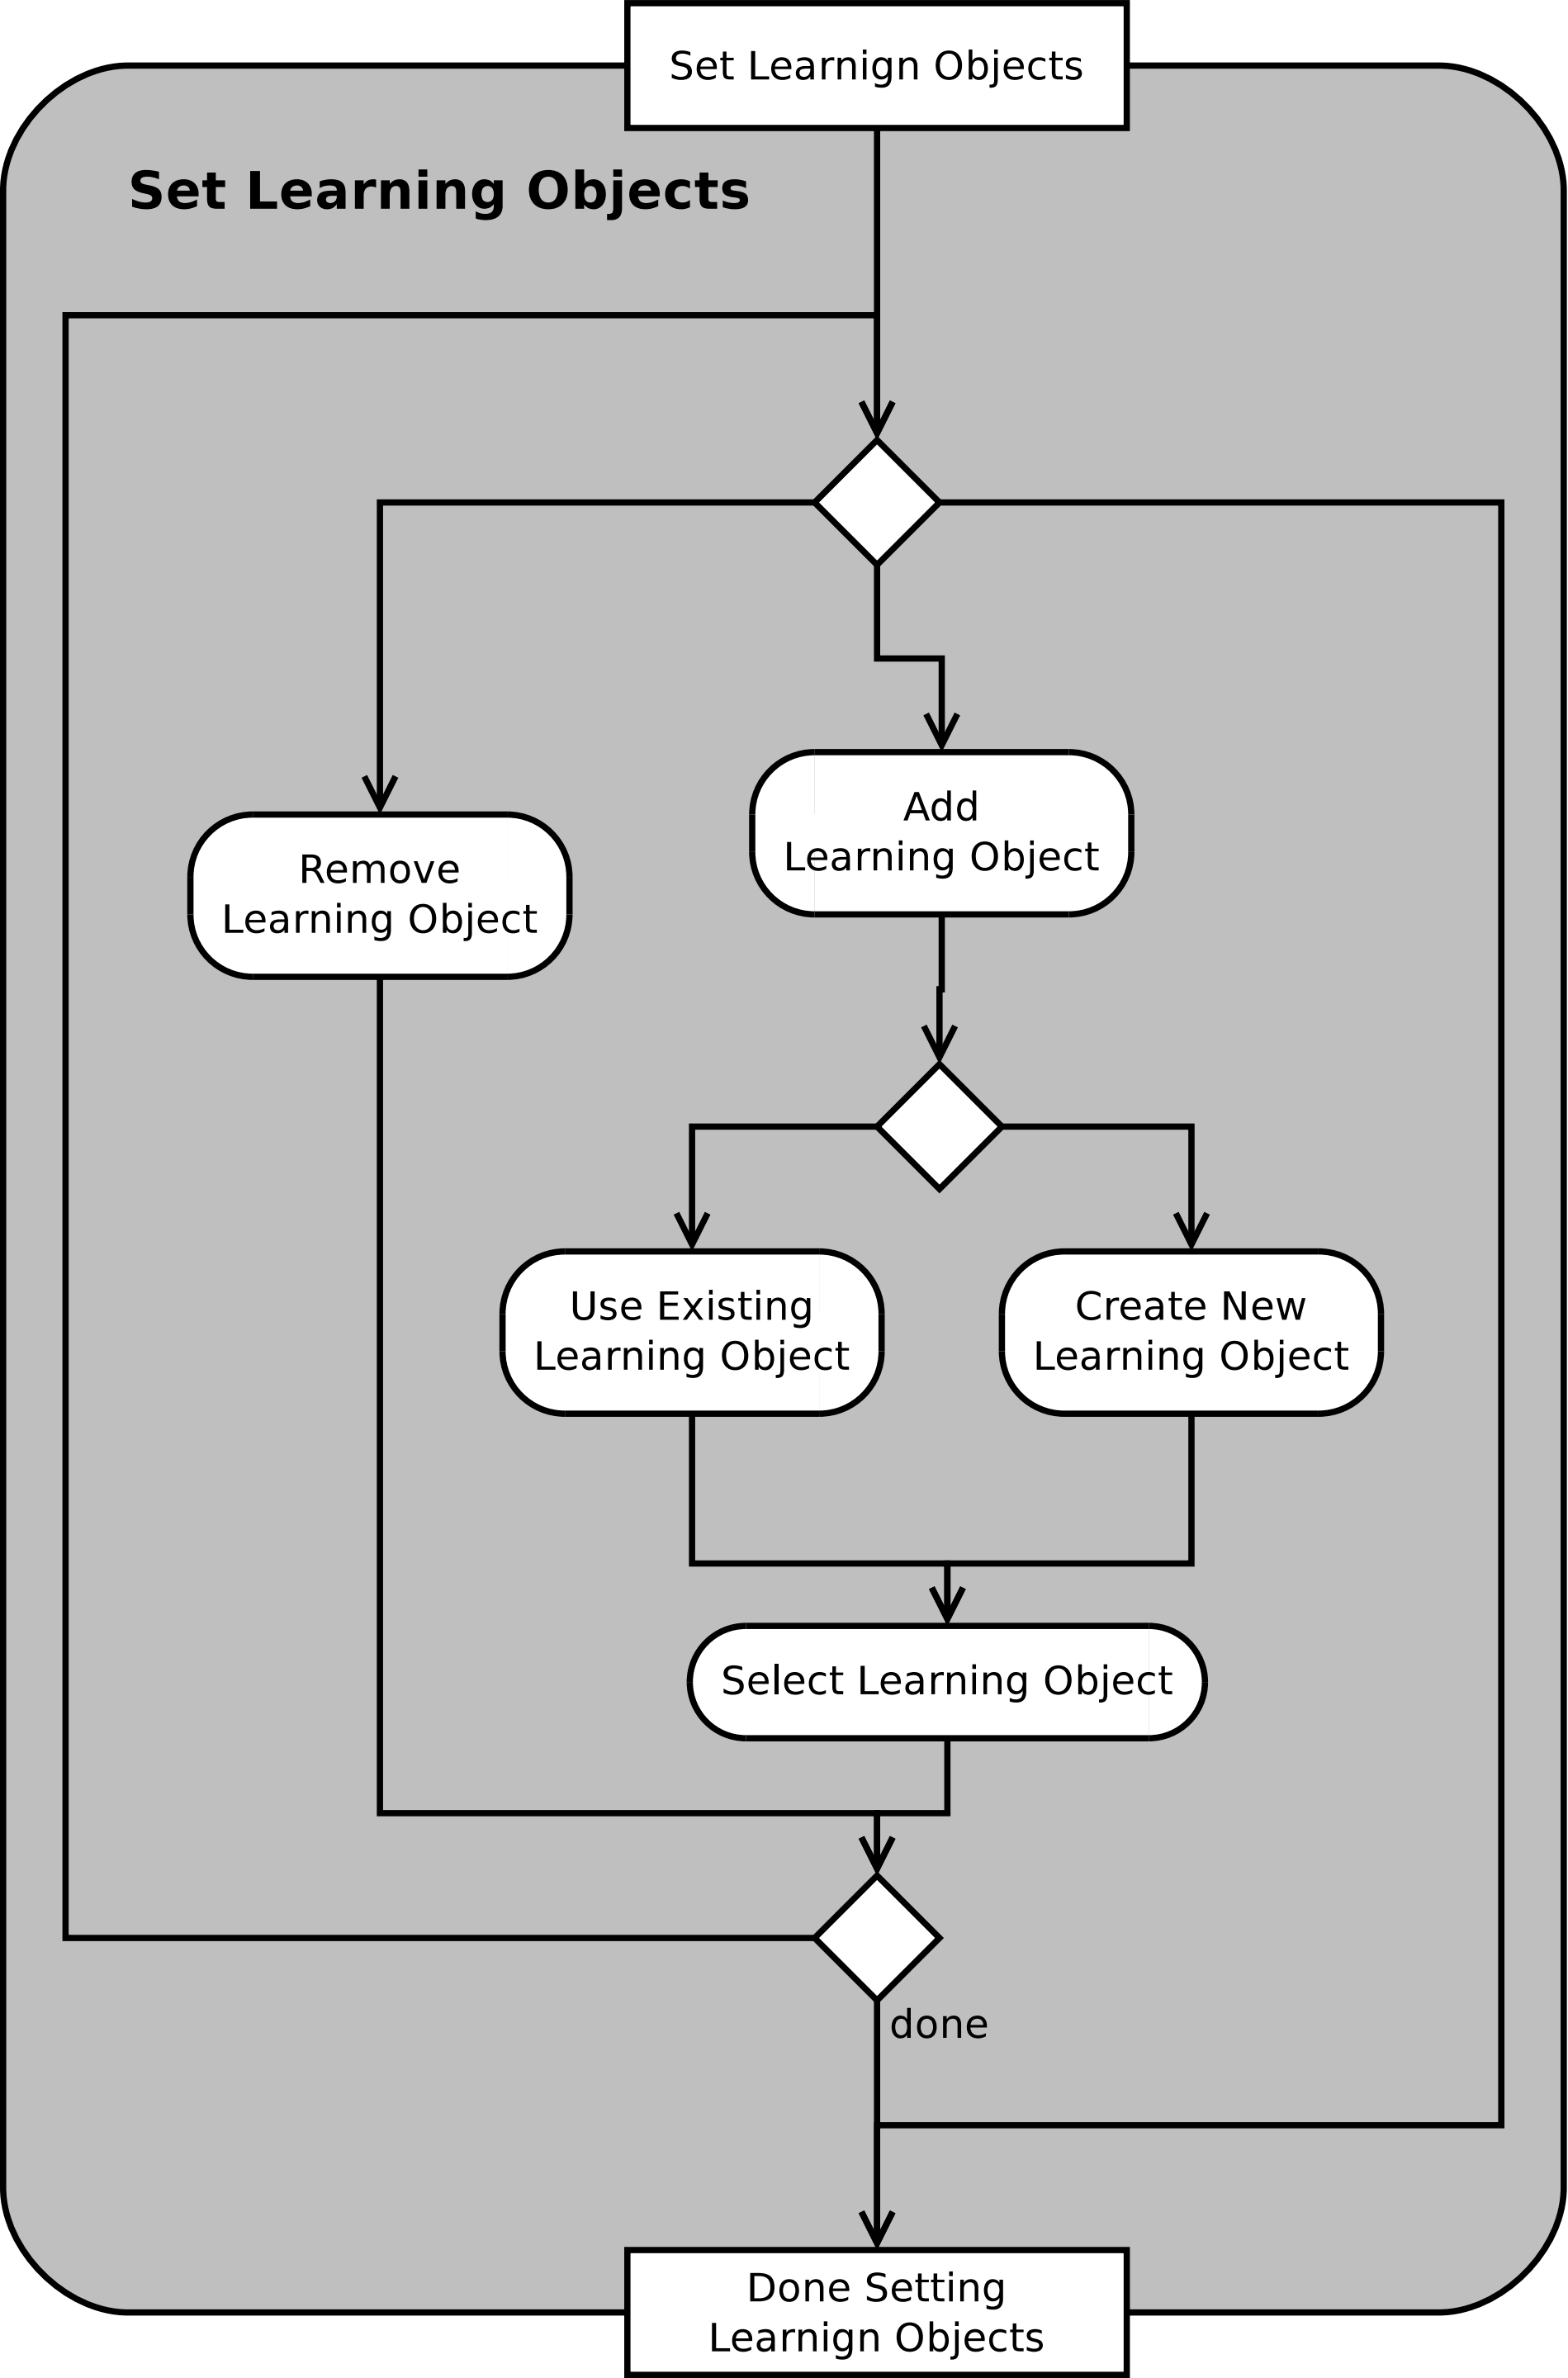 Set Learnign Objects
Set Learning Objects
Add
Learning Object
Remove
Learning Object
Use Existing
Learning Object
Create New
Learning Object
Select Learning Object
done
Done Setting
Learnign Objects